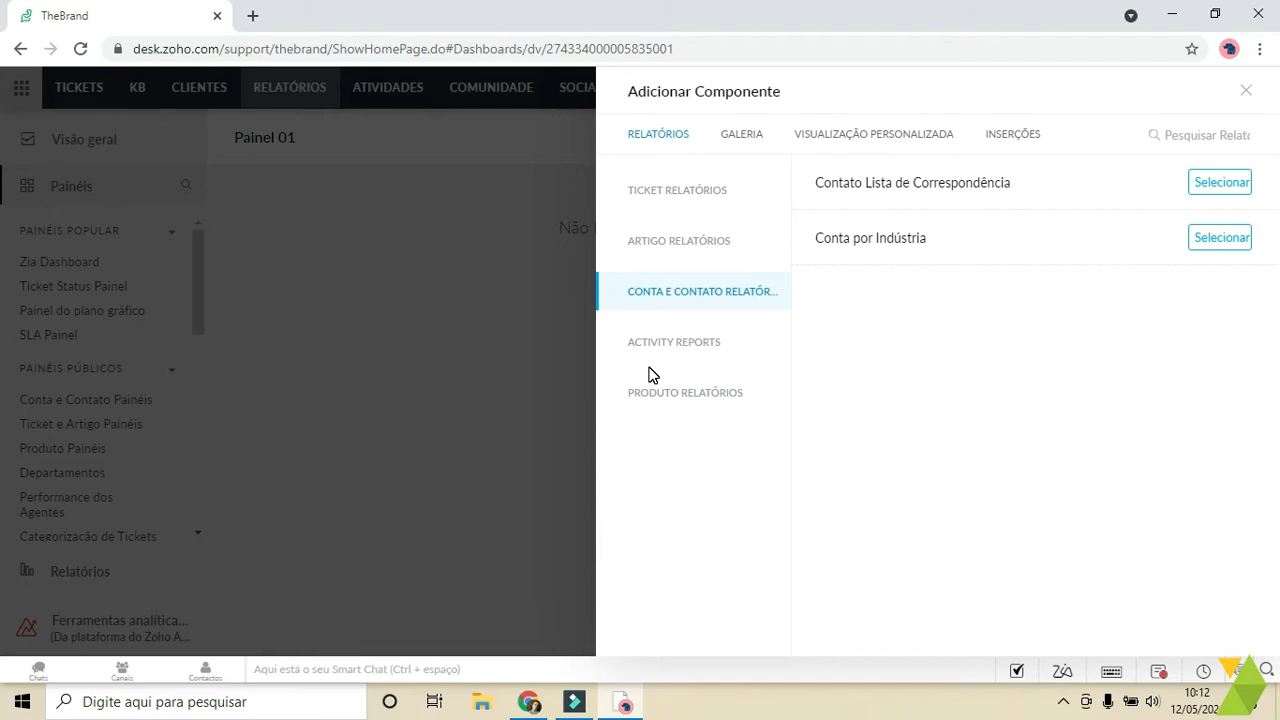 TheBrand
desk.zoho.com/support/thebrand/ShowHomePage.do#Dashboards/dv/274334000005835001
TICKETS KB CLIENTES RELATÓRIOS ATIVIDADES COMUNIDADE SOCIA
Visão geral
Painéis
PAINÉIS POPULAR
Zia Dashboard
Ticket Status Painel
Painel do plano gráfico
SLA Painel
PAINÉIS PÚBLICOS
Conta e Contato Painéis
Ticket e Artigo Painéis
Produto Painéis
Departamentos
Performance dos
Agentes
Categorização de Tickets
Relatórios
Ferramentas analítica...
(Da plataforma do Zoho A...
Painel 01
Não
Adicionar Componente
RELATÓRIOS GALERIA VISUALIZAÇÃO PERSONALIZADA INSERÇÕES Pesquisar Relató
TICKET RELATÓRIOS
ARTIGO RELATÓRIOS
CONTA E CONTATO RELATÓR...
ACTIVITY REPORTS
PRODUTO RELATÓRIOS
Contato Lista de Correspondência Selecionar
Conta por Indústria Selecionar
Chats Canais Contactos Aqui está o seu Smart Chat (Ctrl + espaço)
Digite aqui para pesquisar
10:12